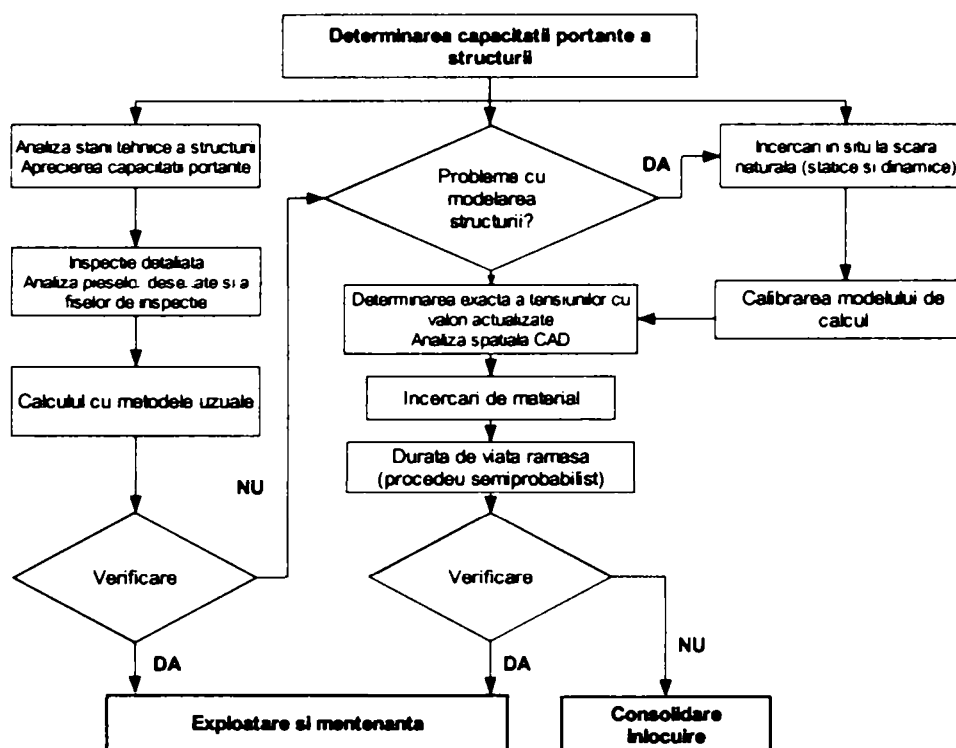 Determinarea capacitatii portante a
structurii
Analiza starii tehnice a structurii
Aprecierea capacitatii portante
Probleme cu
modelarea
structurii?
DA
Incercari in situ la scara
naturala (statice si dinamice)
Inspectie detaliata
Analiza pieselor desenate si a
fiselor de inspectie
Determinarea exacta a tensiunilor cu
valori actualizate
Analiza spatiala CAD
Calibrarea modelului de
calcul
Calculul cu metodele uzuale
Incercari de material
Durata de viata ramasa
(procedeu semiprobabilist)
NU
Verificare
Verificare
NU
DA
DA
Exploatare si mentenanta
Consolidare
Inlocuire